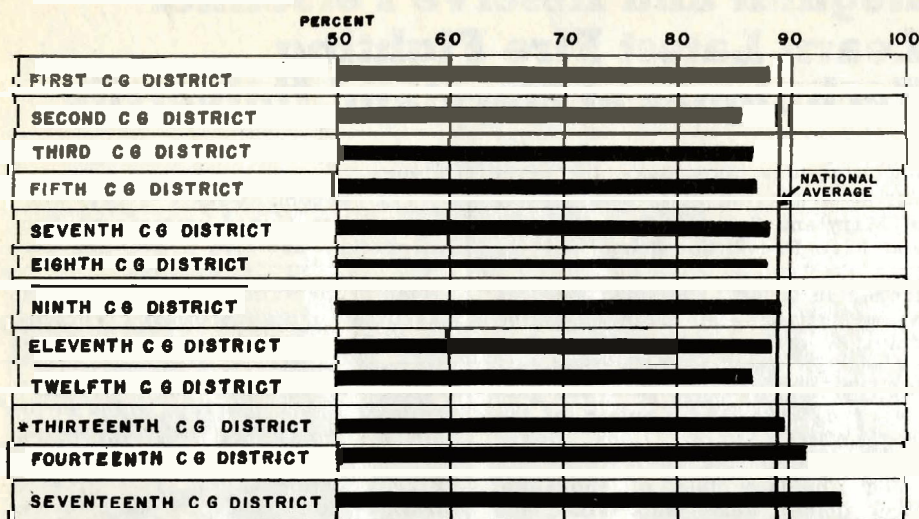 PERCENT
50 60 70 80 90 100
FIRST CG DISTRICT
SECOND CG DISTRICT
THIRD CG DISTRICT
FIFTH CG DISTRICT
NATIONAL
AVERAGE
SEVENTH CG DISTRICT
EIGHTH CG DISTRICT
NINTH CG DISTRICT
ELEVENTH CG DISTRICT
TWELFTH CG DISTRICT
*THIRTEENTH CG DISTRICT
FOURTEENTH CG DISTRICT
SEVENTEENTH CG DISTRICT